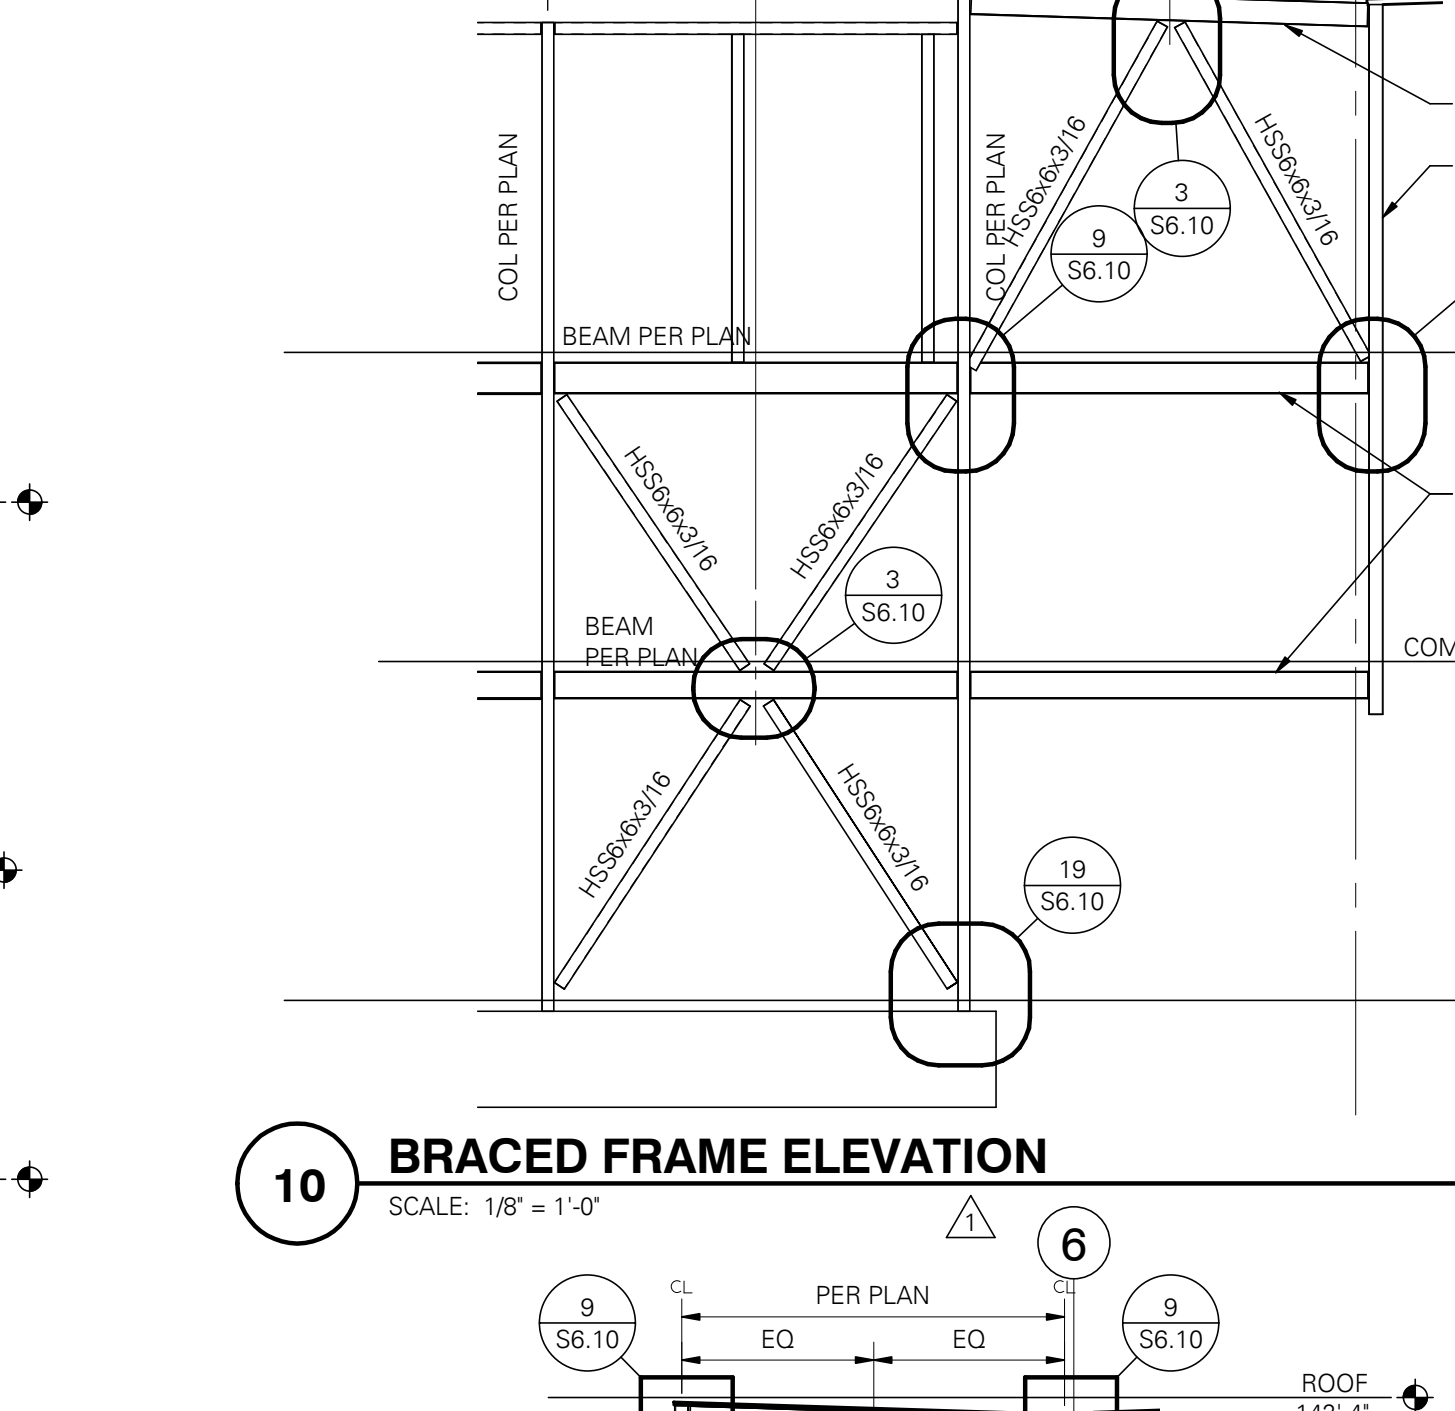 COL PER PLAN
COL PER PLAN
HSS6x6x3/16
HSS6x6x3/16
3
S6.10
9
S6.10
BEAM PER PLAN
HSS6x6x3/16
HSS6x6x3/16
3
S6.10
BEAM
PER PLAN
COM
HSS6x6x3/16
HSS6x6x3/16
19
S6.10
10
BRACED FRAME ELEVATION
SCALE: 1/8" = 1'-0"
1
6
CL
CL
PER PLAN
9
S6.10
9
S6.10
EQ
EQ
ROOF
142'-4"